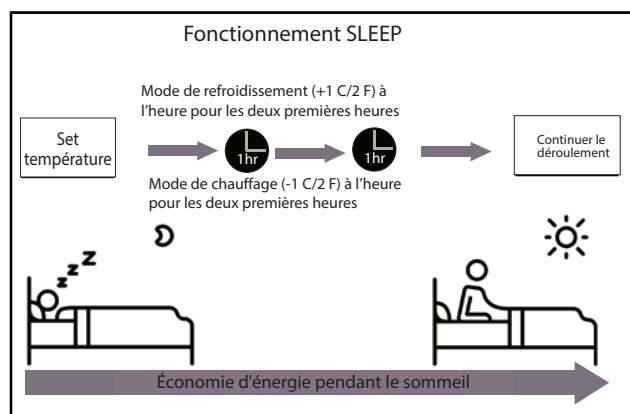 Fonctionnement SLEEP
Mode de refroidissement (+1 C/2 F) à
l'heure pour les deux premières heures
Set
température
1hr
1hr
Continuer le
déroulement
Mode de chauffage (-1 C/2 F) à l'heure
pour les deux premières heures
z z z
Économie d'énergie pendant le sommeil